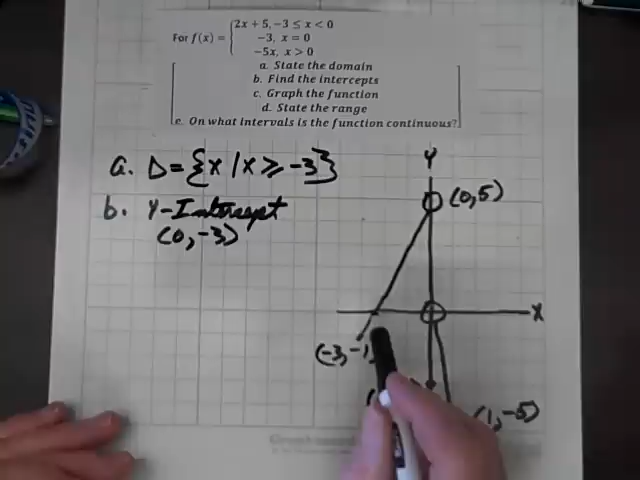 For f(x) = { 2x + 5, −3 ≤ x < 0
−3, x = 0
−5x, x > 0
a. State the domain
b. Find the intercepts
c. Graph the function
d. State the range
e. On what intervals is the function continuous?
a. D = {x | x ≥ -3}
b. Y-Intercept
(0, -3)
Y
(0, 5)
X
(-3, -1
(1, -5)